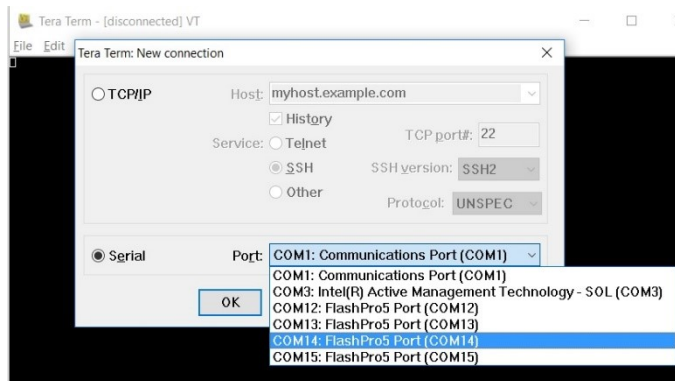 Tera Term - [disconnected] VT
File Edit
Tera Term: New connection
TCP/IP
Host: myhost.example.com
History
Service: Telnet
TCP port#: 22
SSH
SSH version: SSH2
Other
Protocol: UNSPEC
Serial
Port: COM1: Communications Port (COM1)
COM1: Communications Port (COM1)
COM3: Intel(R) Active Management Technology - SOL (COM3)
OK
COM12: FlashPro5 Port (COM12)
COM13: FlashPro5 Port (COM13)
COM14: FlashPro5 Port (COM14)
COM15: FlashPro5 Port (COM15)